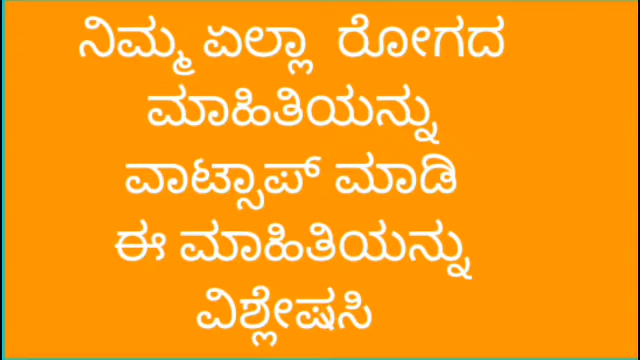 ನಿಮ್ಮ ಏಲ್ಲಾ ರೋಗದ
ಮಾಹಿತಿಯನ್ನು
ವಾಟ್ಸಾಪ್ ಮಾಡಿ
ಈ ಮಾಹಿತಿಯನ್ನು
ವಿಶ್ಲೇಷಸಿ